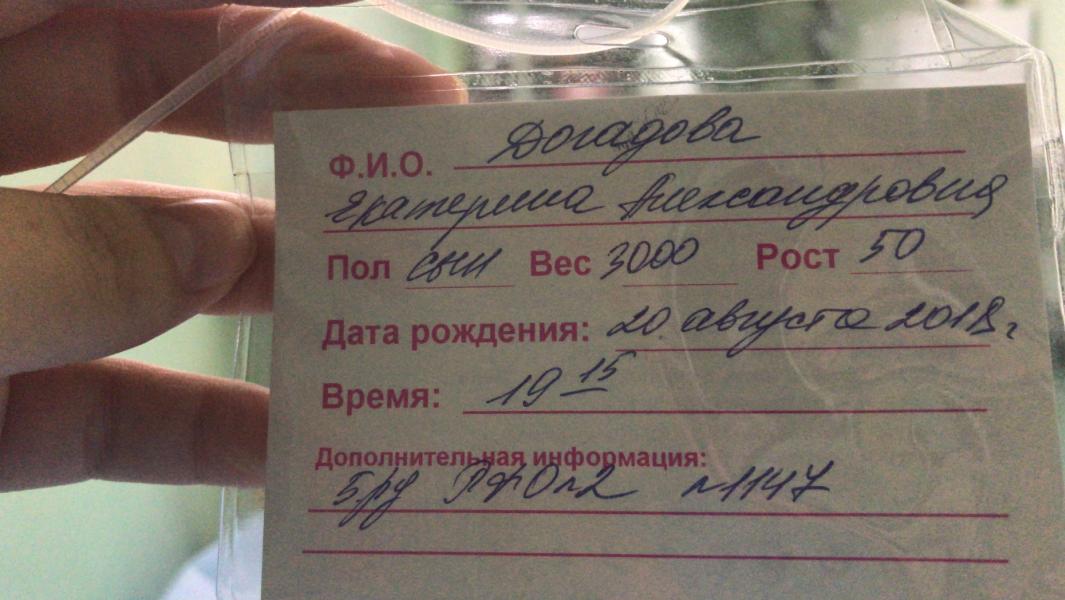 Ф.И.О. Догадова
Екатерина Александровна
Пол сын Вес 3000 Рост 50
Дата рождения: 20 августа 2018 г
Время: 19 15
Дополнительная информация:
n1147